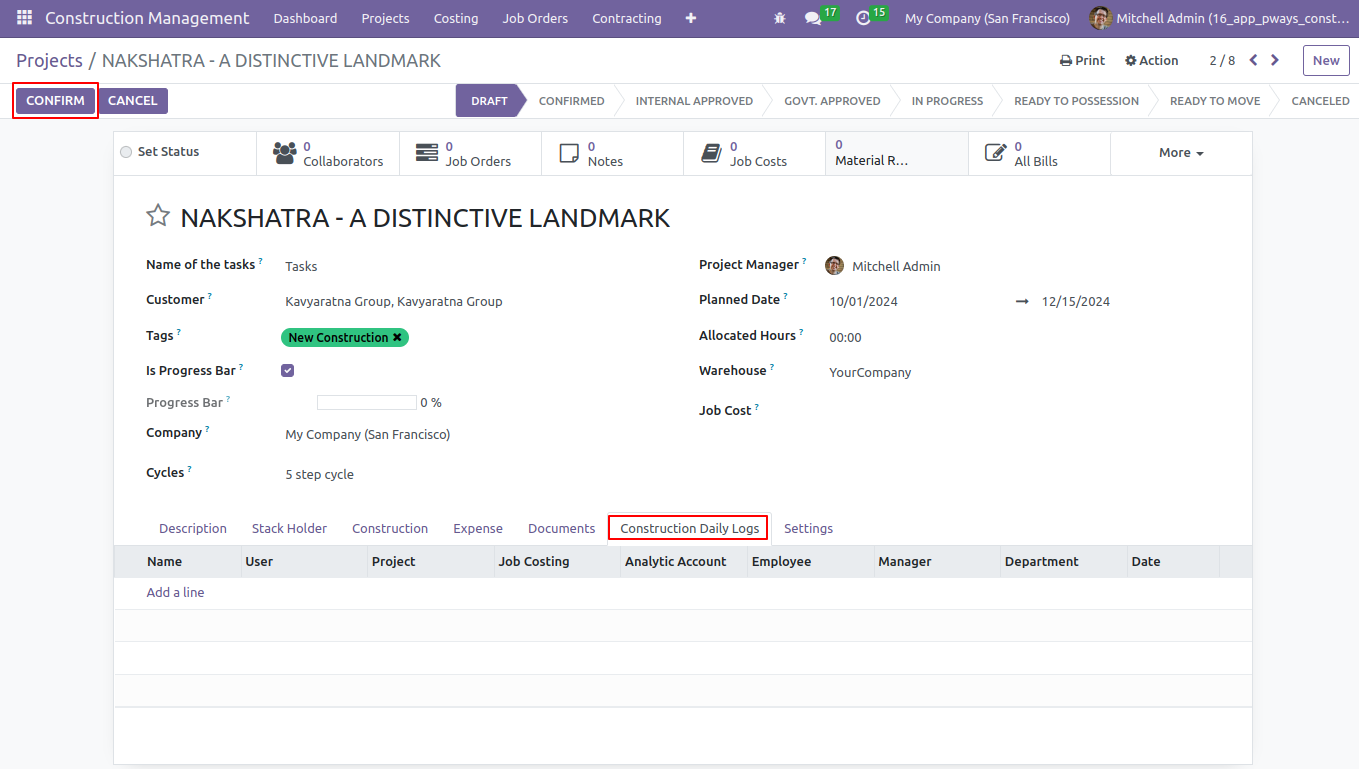 Construction Management Dashboard Projects Costing Job Orders Contracting + 17 15 My Company (San Francisco) Mitchell Admin (16_app_pways_const...
Projects / NAKSHATRA - A DISTINCTIVE LANDMARK Print Action 2 / 8 New
CONFIRM CANCEL DRAFT CONFIRMED INTERNAL APPROVED GOVT. APPROVED IN PROGRESS READY TO POSSESSION READY TO MOVE CANCELED
Set Status 0 Collaborators 0 Job Orders 0 Notes 0 Job Costs 0 Material R... 0 All Bills More
NAKSHATRA - A DISTINCTIVE LANDMARK
Name of the tasks ? Tasks Project Manager ? Mitchell Admin
Customer ? Kavyaratna Group, Kavyaratna Group Planned Date ? 10/01/2024 → 12/15/2024
Tags ? New Construction ✖ Allocated Hours ? 00:00
Is Progress Bar ? Warehouse ? YourCompany
Progress Bar ? 0 %
Job Cost ?
Company ? My Company (San Francisco)
Cycles ? 5 step cycle
Description Stack Holder Construction Expense Documents Construction Daily Logs Settings
Name User Project Job Costing Analytic Account Employee Manager Department Date
Add a line